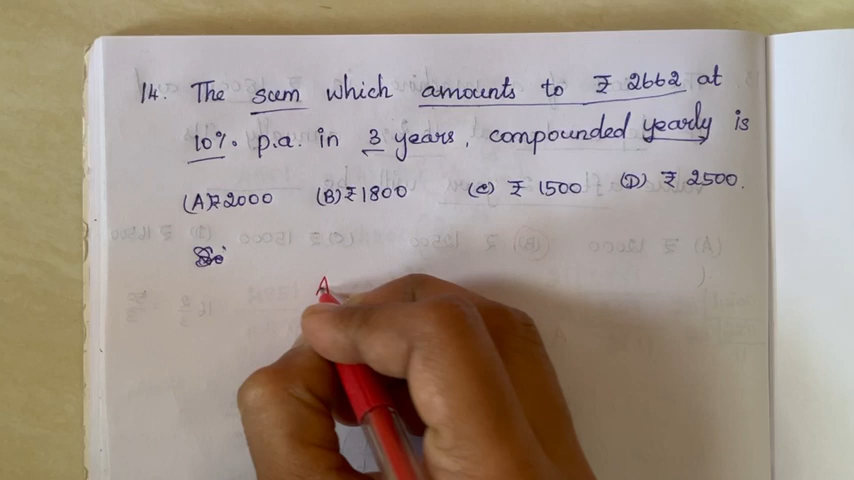 14. The sum which amounts to ₹ 2662 at
10% p.a. in 3 years, compounded yearly is
(A) ₹ 2000 (B) ₹ 1800 (C) ₹ 1500 (D) ₹ 2500.
A